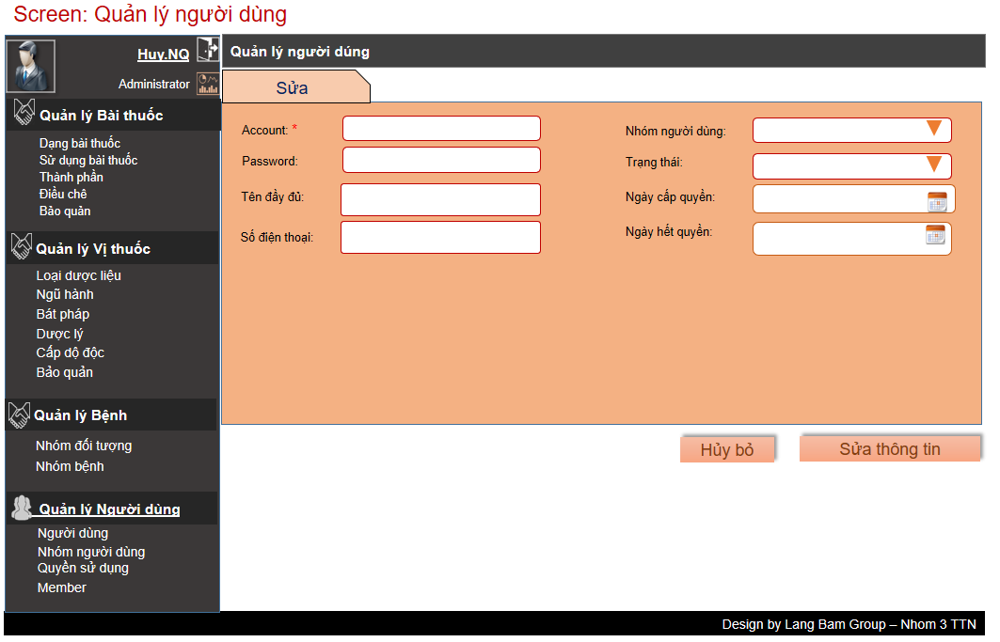 Screen: Quản lý người dùng
Huy.NQ
Administrator
Quản lý Bài thuốc
Dạng bài thuốc
Sử dụng bài thuốc
Thành phần
Điều chê
Bảo quản
Quản lý Vị thuốc
Loại dược liệu
Ngũ hành
Bát pháp
Dược lý
Cấp dộ độc
Bảo quản
Quản lý Bệnh
Nhóm đối tượng
Nhóm bệnh
Quản lý Người dùng
Người dùng
Nhóm người dùng
Quyền sử dụng
Member
Quản lý người dúng
Sửa
Account: *
Password:
Tên đầy đủ:
Số điện thoại:
Nhóm người dùng:
Trạng thái:
Ngày cấp quyền:
Ngày hết quyền:
Hủy bỏ
Sửa thông tin
Design by Lang Bam Group – Nhom 3 TTN